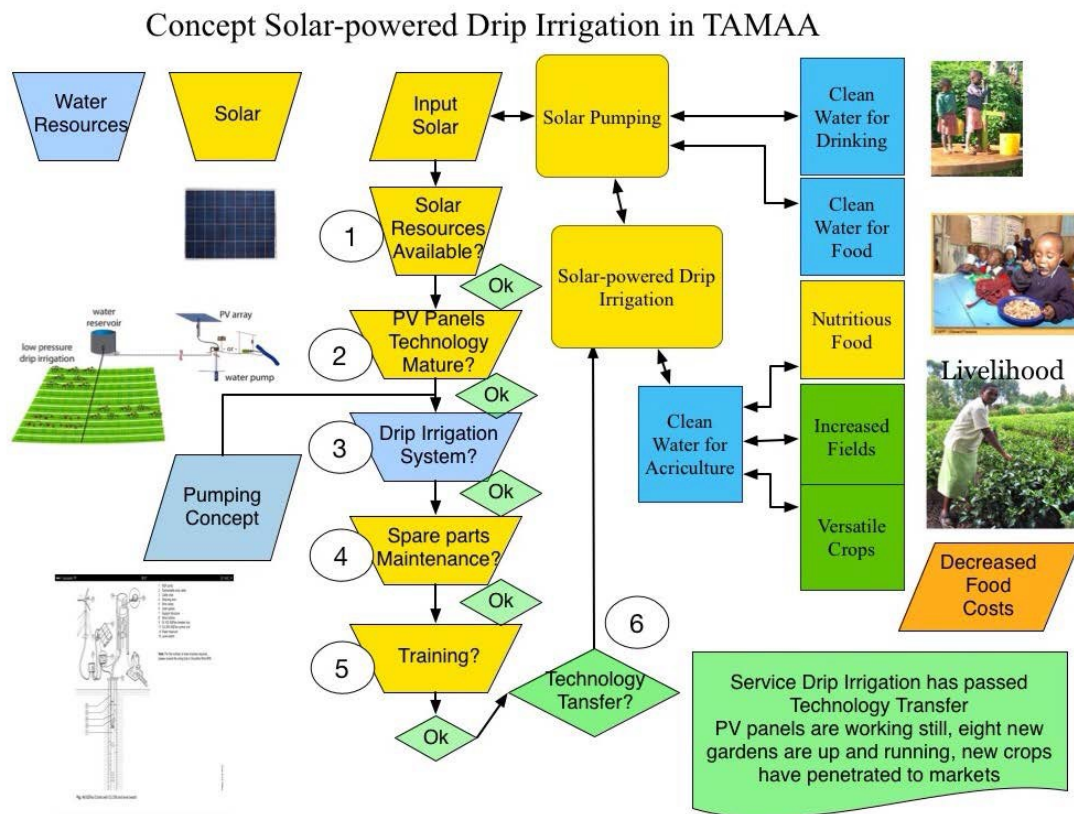 Concept Solar-powered Drip Irrigation in TAMAA
Water
Resources
Solar
Input
Solar
Solar Pumping
Clean
Water for
Drinking
1
Solar
Resources
Available?
Ok
Clean
Water for
Food
Solar-powered Drip
Irrigation
water
reservoir
PV array
low pressure
drip irrigation
- or -
water pump
2
PV Panels
Technology
Mature?
Ok
Nutritious
Food
Livelihood
3
Drip Irrigation
System?
Ok
Clean
Water for
Acriculture
Increased
Fields
Pumping
Concept
4
Spare parts
Maintenance?
Ok
Versatile
Crops
Decreased
Food
Costs
5
Training?
Ok
6
Technology
Tansfer?
Service Drip Irrigation has passed
Technology Transfer
PV panels are working still, eight new
gardens are up and running, new crops
have penetrated to markets